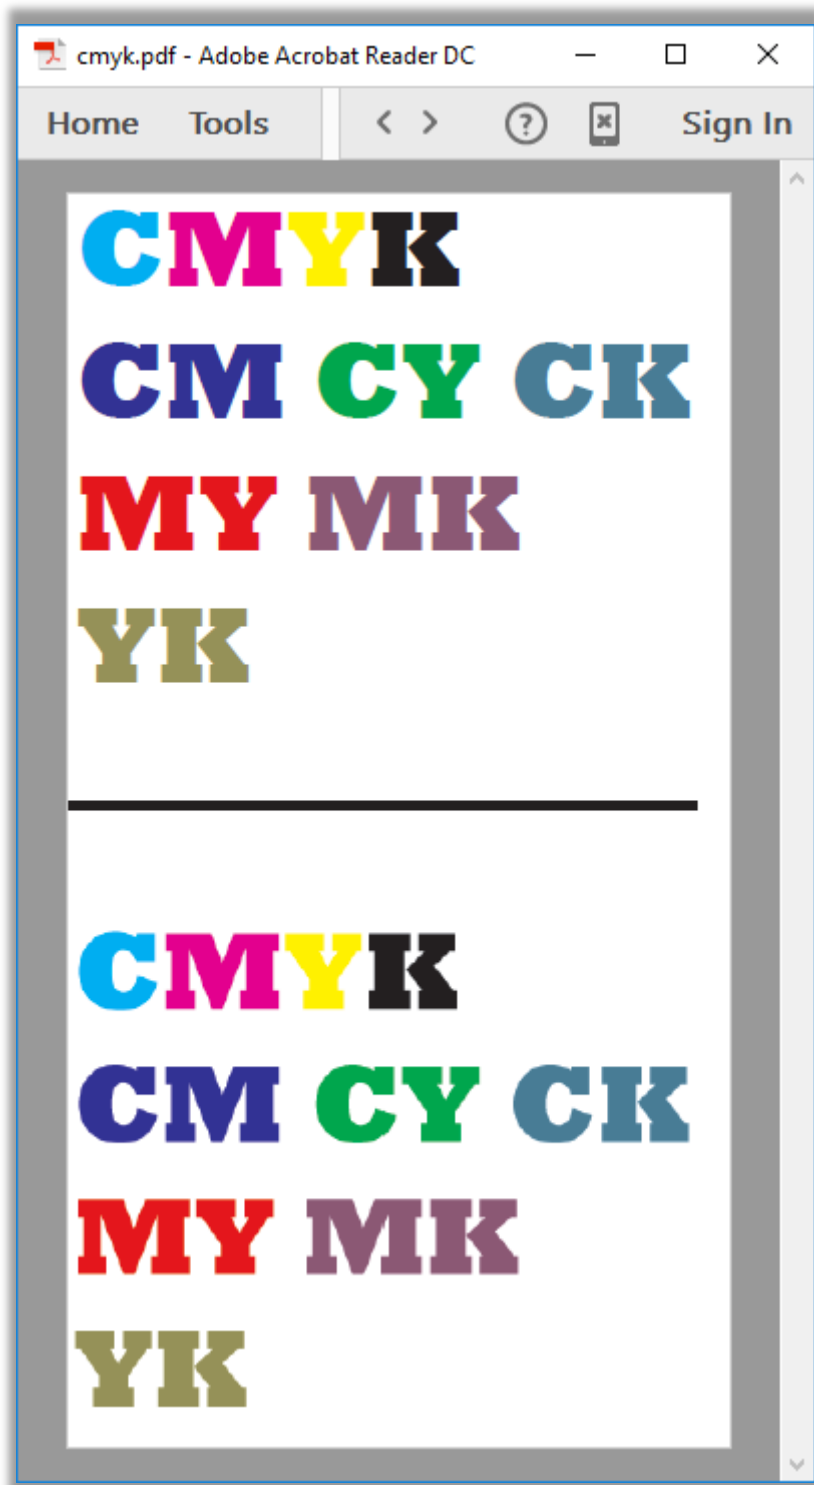 cmyk.pdf - Adobe Acrobat Reader DC
Home Tools Sign In
CMYK
CM CY CK
MY MK
YK
CMYK
CM CY CK
MY MK
YK